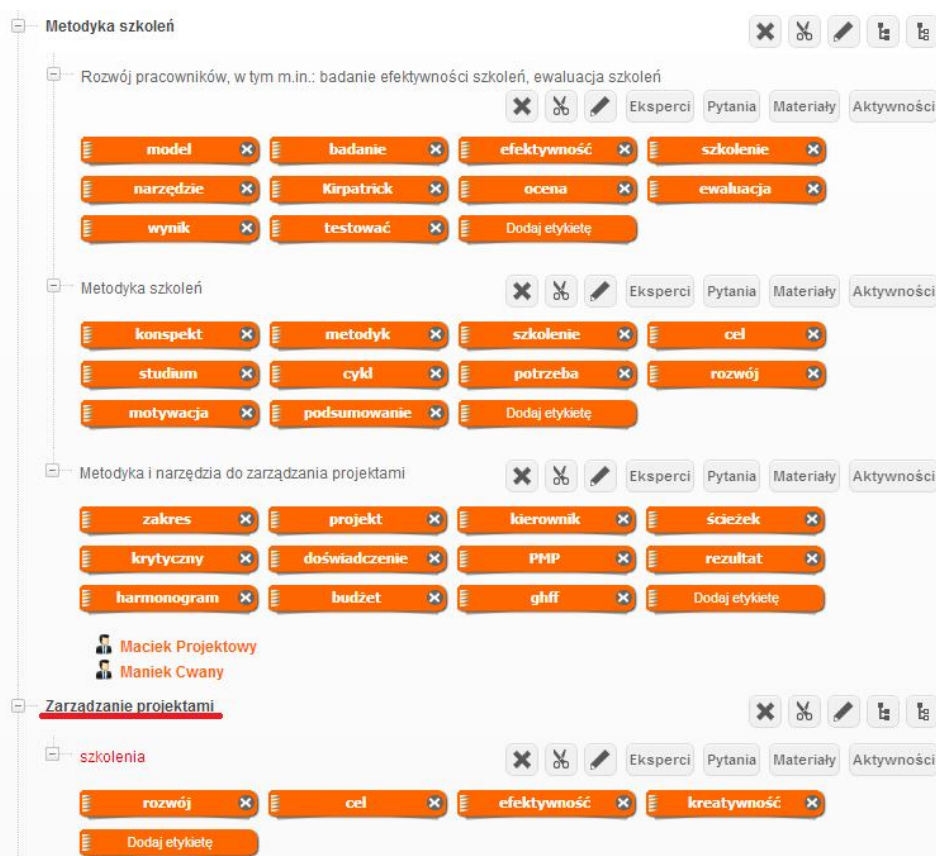 Metodyka szkoleń
Rozwój pracowników, w tym m.in.: badanie efektywności szkoleń, ewaluacja szkoleń
Eksperci Pytania Materiały Aktywności
model badanie efektywność szkolenie
narzędzie Kirpatrick ocena ewaluacja
wynik testować Dodaj etykietę
Metodyka szkoleń Eksperci Pytania Materiały Aktywności
konspekt metodyk szkolenie cel
studium cykl potrzeba rozwój
motywacja podsumowanie Dodaj etykietę
Metodyka i narzędzia do zarządzania projektami Eksperci Pytania Materiały Aktywności
zakres projekt kierownik ścieżek
krytyczny doświadczenie PMP rezultat
harmonogram budżet ghff Dodaj etykietę
Maciek Projektowy
Maniek Cwany
Zarządzanie projektami
szkolenia Eksperci Pytania Materiały Aktywności
rozwój cel efektywność kreatywność
Dodaj etykietę